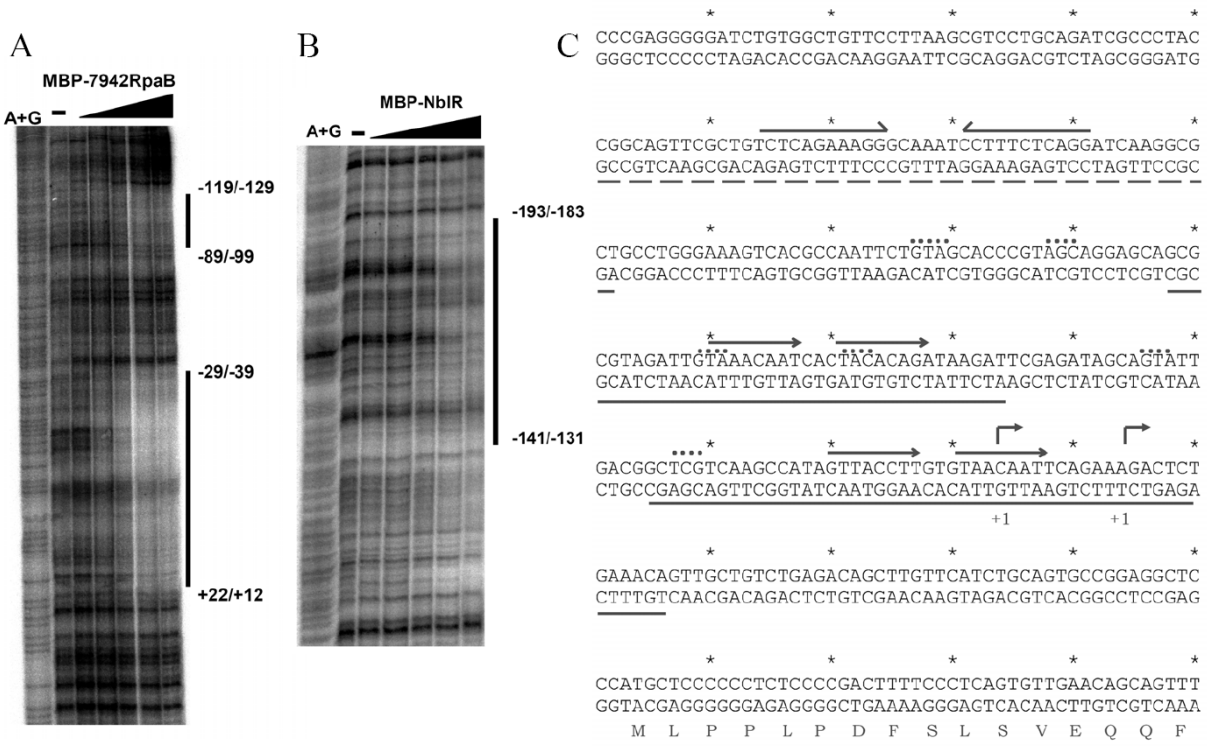 A
MBP-7942RpaB
A+G –
-119/-129
-89/-99
-29/-39
+22/+12
B
MBP-NblR
A+G –
-193/-183
-141/-131
C
* * * * *
CCCGAGGGGGATCTGTGGCTGTTCCTTAAGCGTCCTGCAGATCGCCCTAC
GGGCTCCCCCTAGACACCGACAAGGAATTCGCAGGACGTCTAGCGGGATG
* * * * *
CGGCAGTTCGCTGTCTCAGAAAGGGCAAATCCTTTCTCAGGATCAAGGCG
GCCGTCAAGCGACAGAGTCTTTCCCGTTTAGGAAAGAGTCCTAGTTCCGC
* * * * *
CTGCCTGGGAAAGTCACGCCAATTCTGTAGCACCCGTAGCAGGAGCAGCG
GACGGACCCTTTCAGTGCGGTTAAGACATCGTGGGCATCGTCCTCGTCGC
* * * * *
CGTAGATTGTAAACAATCACTACACAGATAAGATTCGAGATAGCAGTATT
GCATCTAACATTTGTTAGTGATGTGTCTATTCTAAGCTCTATCGTCATAA
* * * * *
GACGGCTCGTCAAGCCATAGTTACCTTGTGTAACAATTCAGAAAGACTCT
CTGCCGAGCAGTTCGGTATCAATGGAACACATTGTTAAGTCTTTCTGAGA
+1 +1
* * * * *
GAAACAGTTGCTGTCTGAGACAGCTTGTTCATCTGCAGTGCCGGAGGCTC
CTTTGTCAACGACAGACTCTGTCGAACAAGTAGACGTCACGGCCTCCGAG
* * * * *
CCATGCTCCCCCCTCTCCCCGACTTTTCCCTCAGTGTTGAACAGCAGTTT
GGTACGAGGGGGGAGAGGGGCTGAAAAGGGAGTCACAACTTGTCGTCAAA
M L P P L P D F S L S V E Q Q F